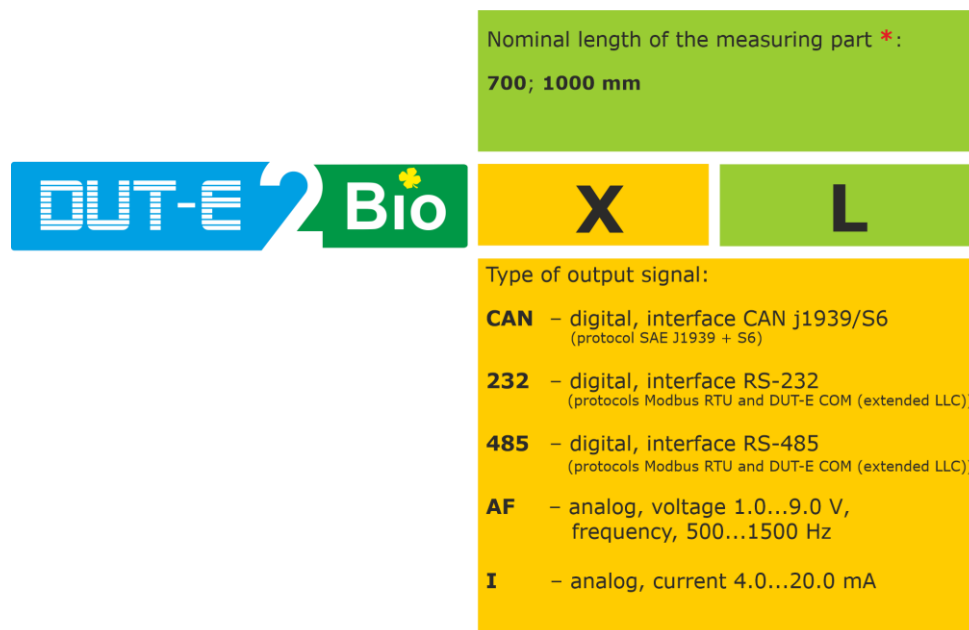 Nominal length of the measuring part *:
700; 1000 mm
DUT-E 2 Bio X L
Type of output signal:
CAN – digital, interface CAN j1939/S6
(protocol SAE J1939 + S6)
232 – digital, interface RS-232
(protocols Modbus RTU and DUT-E COM (extended LLC))
485 – digital, interface RS-485
(protocols Modbus RTU and DUT-E COM (extended LLC))
AF – analog, voltage 1.0...9.0 V,
frequency, 500...1500 Hz
I – analog, current 4.0...20.0 mA